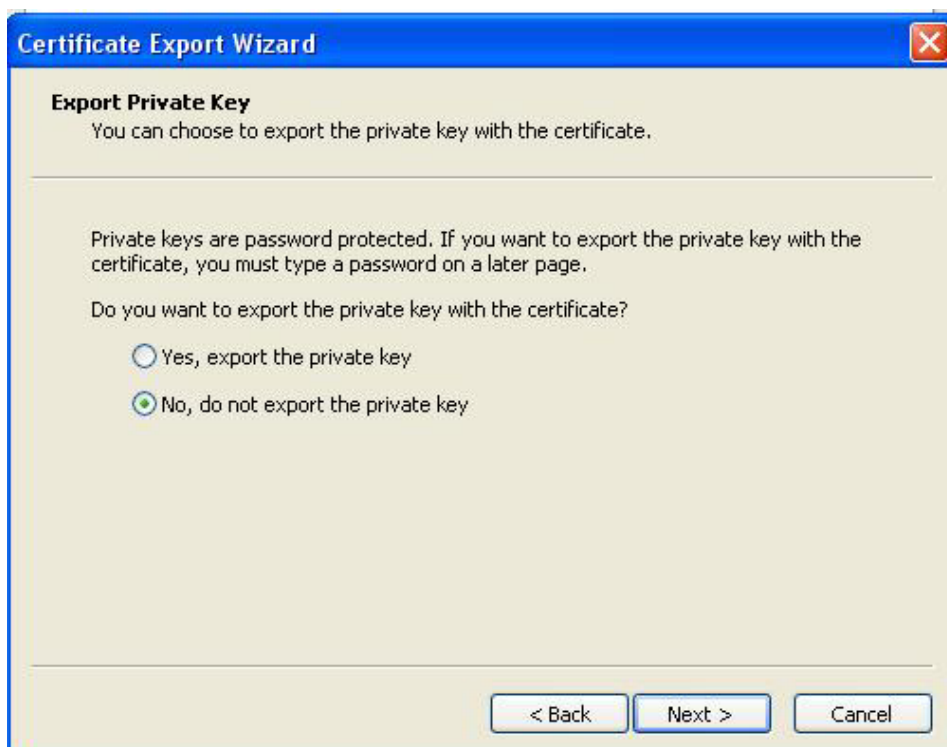 Certificate Export Wizard
Export Private Key
You can choose to export the private key with the certificate.
Private keys are password protected. If you want to export the private key with the
certificate, you must type a password on a later page.
Do you want to export the private key with the certificate?
Yes, export the private key
No, do not export the private key
< Back Next > Cancel